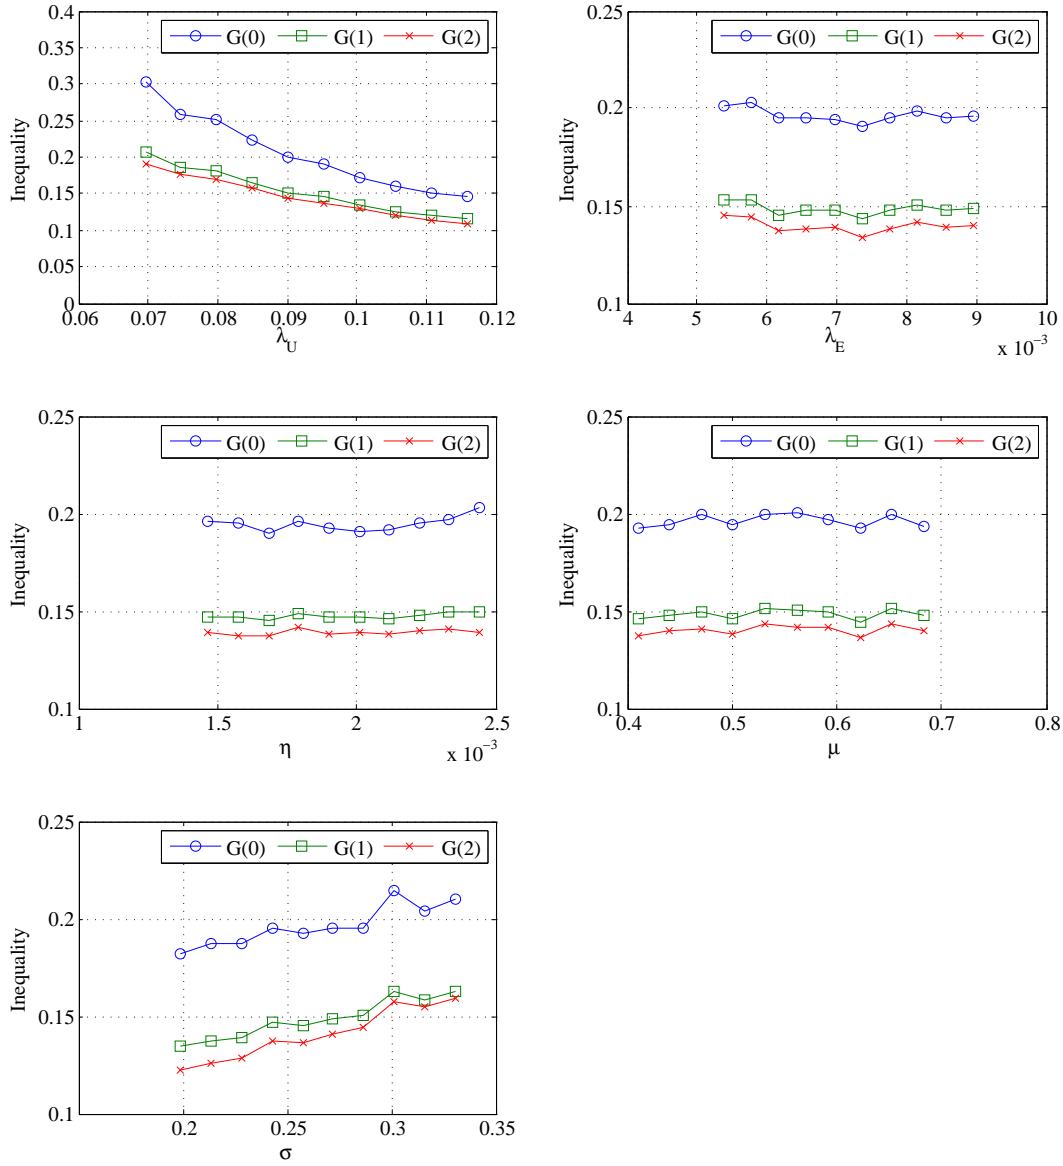 0.4
0.35
0.3
0.25
0.2
0.15
0.1
0.05
0
Inequality
G(0) G(1) G(2)
0.06 0.07 0.08 0.09 0.1 0.11 0.12
λ_U
0.25
0.2
0.15
0.1
Inequality
G(0) G(1) G(2)
4 5 6 7 8 9 10
λ_E
x 10⁻³
0.25
0.2
0.15
0.1
Inequality
G(0) G(1) G(2)
1 1.5 2 2.5
η
x 10⁻³
0.25
0.2
0.15
0.1
Inequality
G(0) G(1) G(2)
0.4 0.5 0.6 0.7 0.8
μ
0.25
0.2
0.15
0.1
Inequality
G(0) G(1) G(2)
0.2 0.25 0.3 0.35
σ